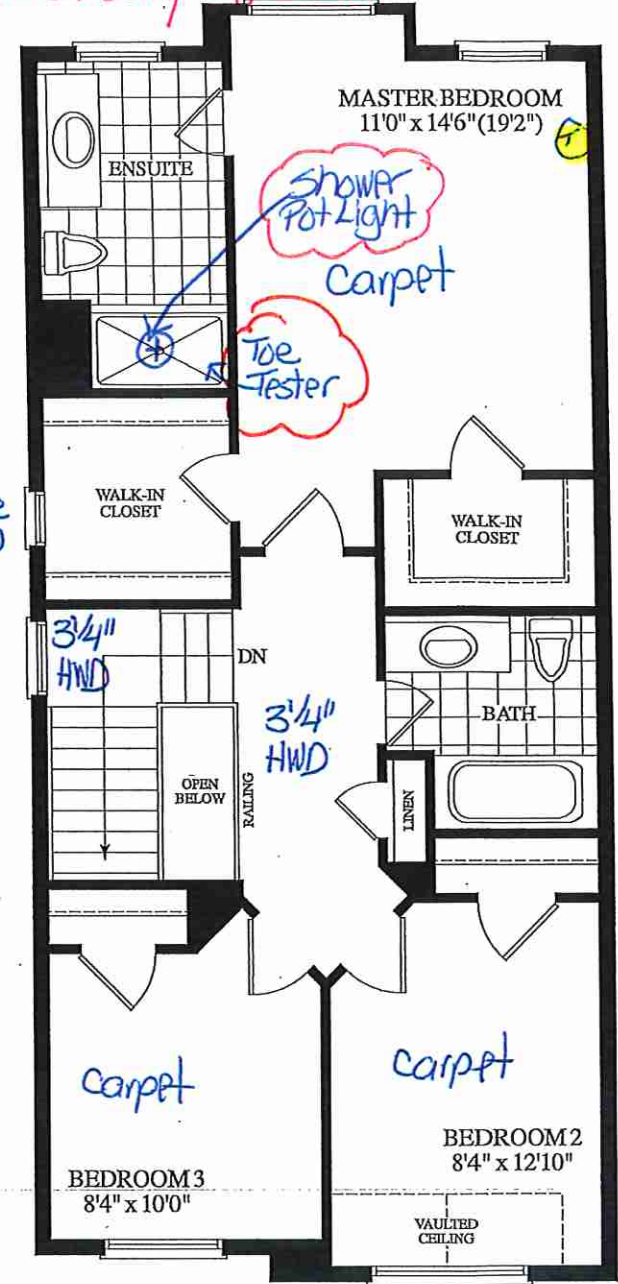 MASTER BEDROOM
11'0" x 14'6"(19'2")
T
ENSUITE
Shower
Pot Light
carpet
Toe
Tester
WALK-IN
CLOSET
WALK-IN
CLOSET
3¼"
HWD
DN
3¼"
HWD
BATH
OPEN
BELOW
RAILING
LINEN
carpet
carpet
BEDROOM 2
8'4" x 12'10"
BEDROOM 3
8'4" x 10'0"
VAULTED
CEILING